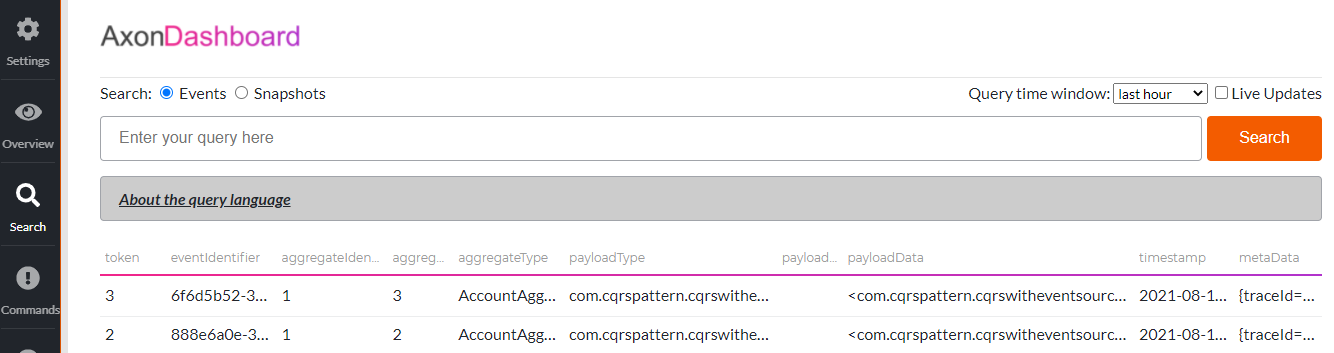 AxonDashboard
Settings
Search: Events Snapshots
Query time window: last hour Live Updates
Enter your query here
Search
Overview
About the query language
Search
token eventIdentifier aggregateIden... aggreg... aggregateType payloadType payload... payloadData timestamp metaData
3 6f6d5b52-3... 1 3 AccountAgg... com.cqrspattern.cqrswithe... <com.cqrspattern.cqrswitheventsourc... 2021-08-1... {traceId=...
Commands
2 888e6a0e-3... 1 2 AccountAgg... com.cqrspattern.cqrswithe... <com.cqrspattern.cqrswitheventsourc... 2021-08-1... {traceId=...